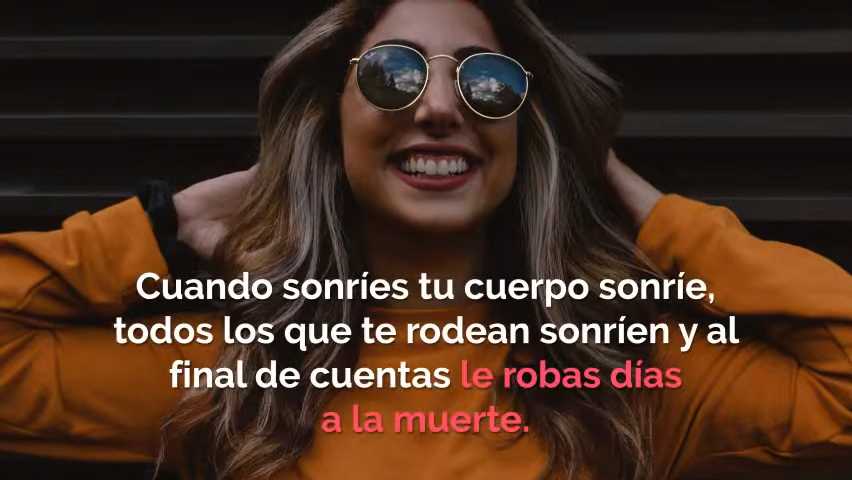 Cuando sonríes tu cuerpo sonríe,
todos los que te rodean sonríen y al
final de cuentas le robas días
a la muerte.